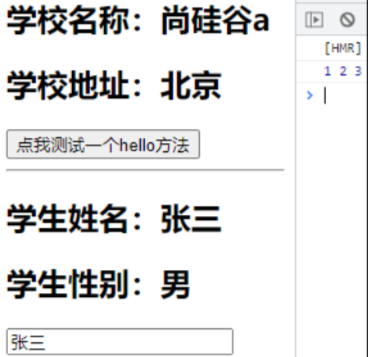 学校名称：尚硅谷a
学校地址：北京
点我测试一个hello方法
学生姓名：张三
学生性别：男
张三
[HMR]
1 2 3
>